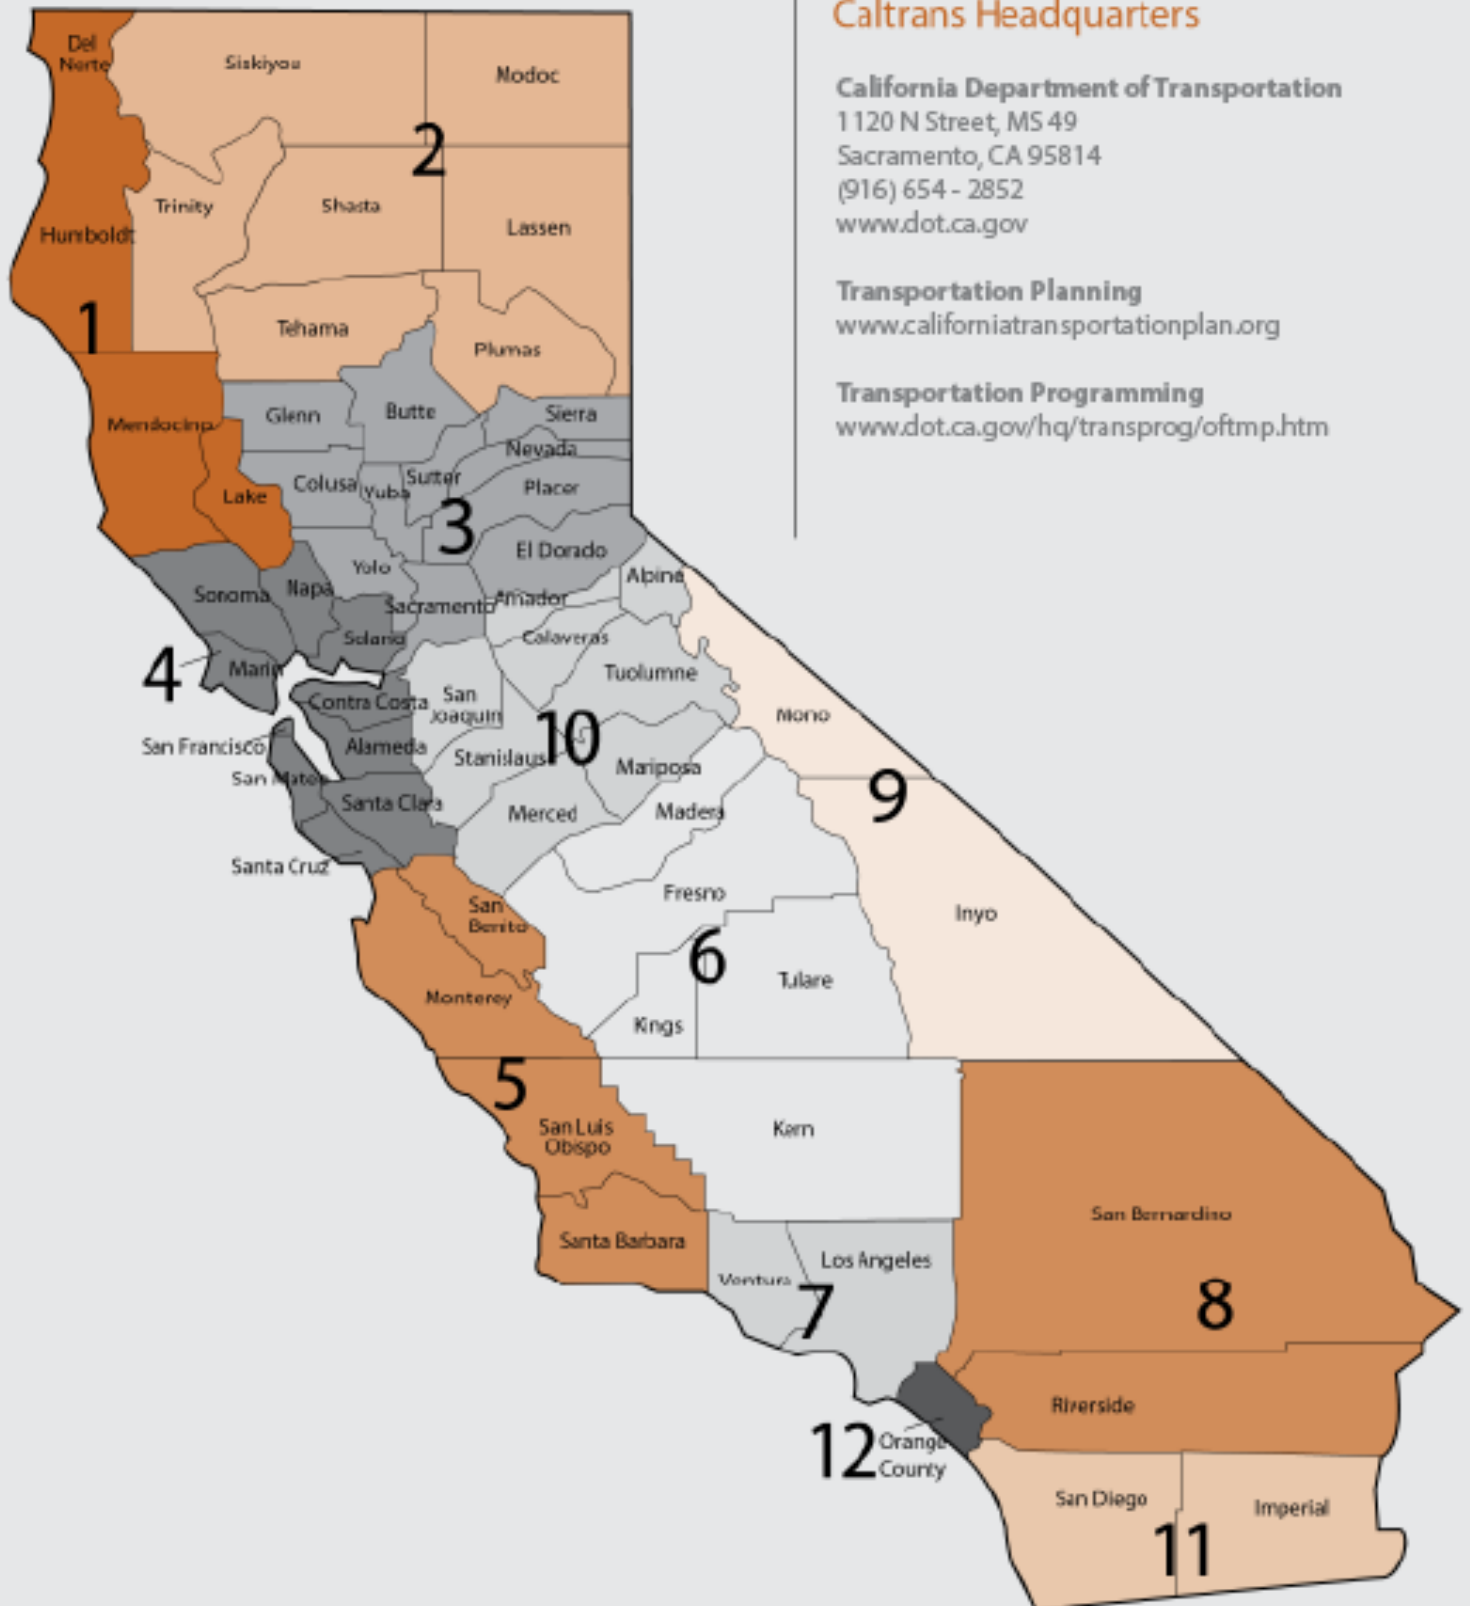 Caltrans Headquarters
California Department of Transportation
1120 N Street, MS 49
Sacramento, CA 95814
(916) 654 - 2852
www.dot.ca.gov
Transportation Planning
www.californiatransportationplan.org
Transportation Programming
www.dot.ca.gov/hq/transprog/oftmp.htm
Del
Norte
Siskiyou
Modoc
2
Trinity
Shasta
Lassen
Humboldt
1
Tehama
Plumas
Mendocino
Glenn
Butte
Sierra
Nevada
Lake
Colusa
Yuba
Sutter
Placer
3
El Dorado
Yolo
Alpine
Sonoma
Napa
Sacramento
Amador
Solano
Calaveras
4
Marin
Tuolumne
Contra Costa
San
Joaquin
Mono
San Francisco
Alameda
Stanislaus
10
Mariposa
San Mateo
Santa Clara
Merced
Madera
9
Santa Cruz
Fresno
San
Benito
Inyo
6
Tulare
Monterey
Kings
5
San Luis
Obispo
Kern
San Bernardino
Santa Barbara
Ventura
Los Angeles
7
8
Riverside
12
Orange
County
San Diego
Imperial
11